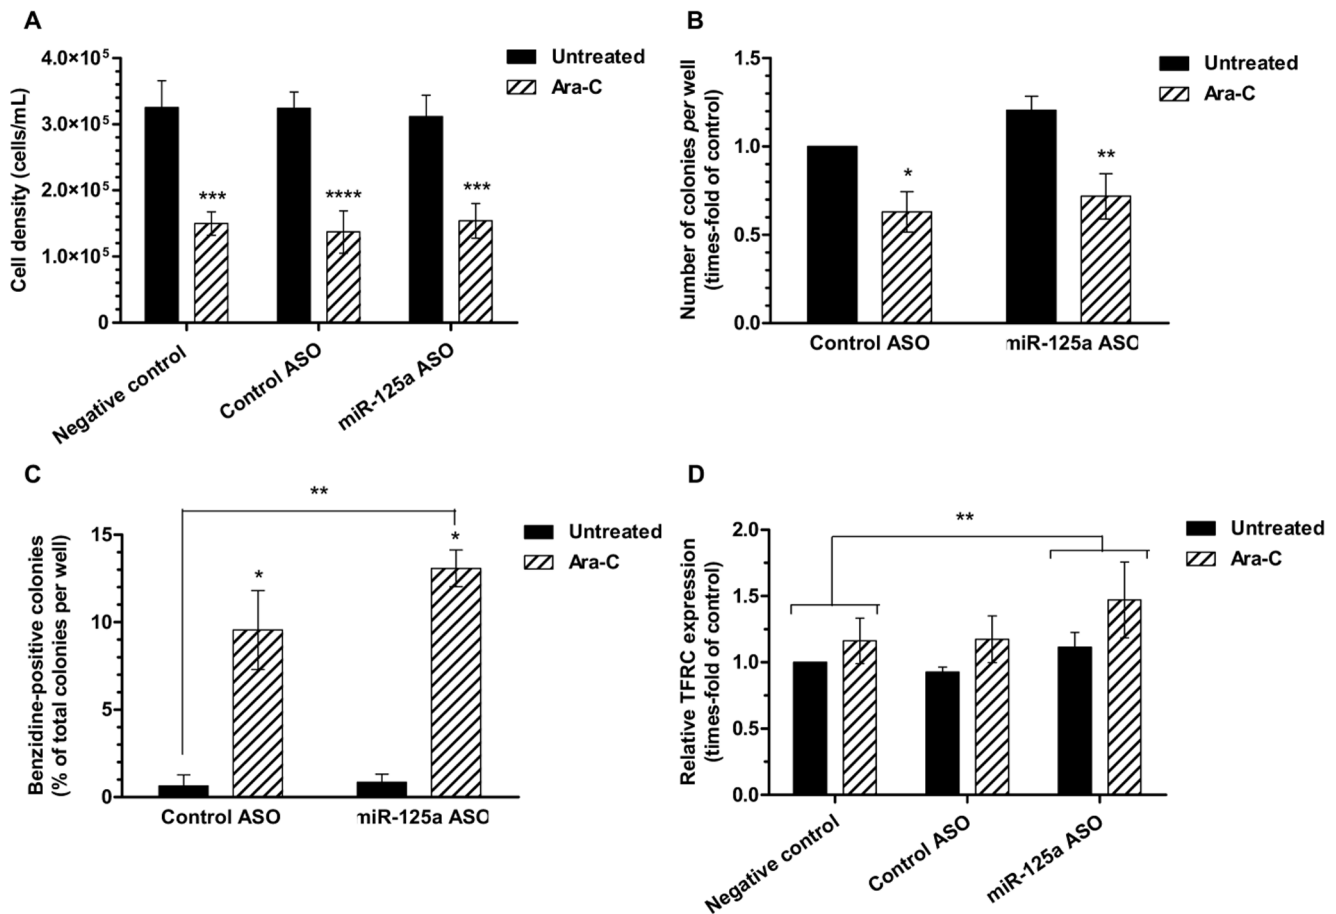 A
Cell density (cells/mL)
4.0×10⁵
3.0×10⁵
2.0×10⁵
1.0×10⁵
0
Untreated
Ara-C
***
****
***
Negative control
Control ASO
miR-125a ASO
B
Number of colonies per well
(times-fold of control)
1.5
1.0
0.5
0.0
Untreated
Ara-C
*
**
Control ASO
miR-125a ASO
C
Benzidine-positive colonies
(% of total colonies per well)
15
10
5
0
Untreated
Ara-C
**
*
*
Control ASO
miR-125a ASO
D
Relative TFRC expression
(times-fold of control)
2.0
1.5
1.0
0.5
0.0
Untreated
Ara-C
**
Negative control
Control ASO
miR-125a ASO